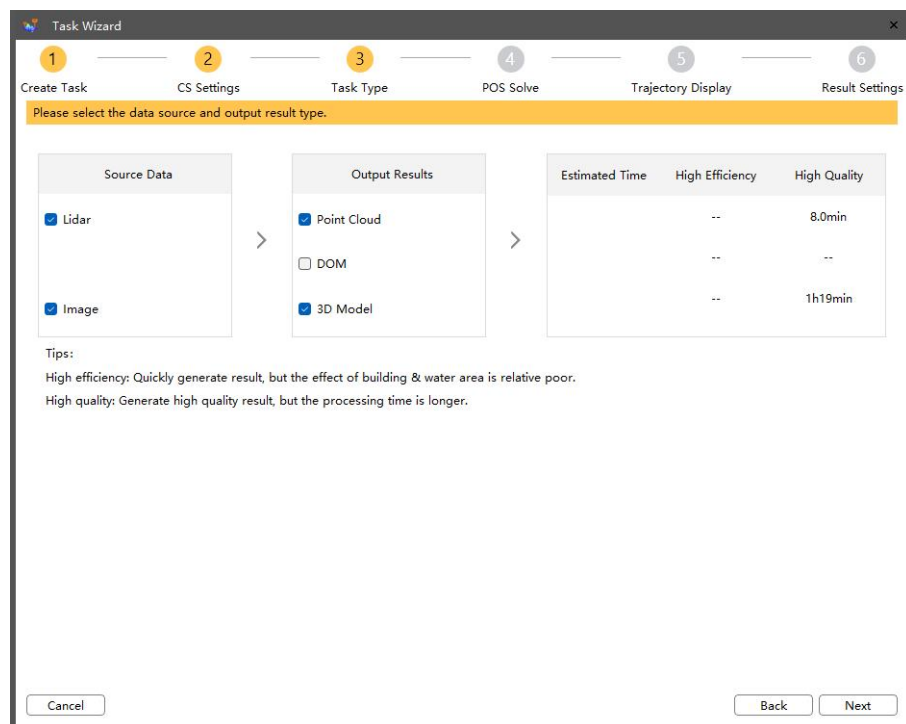 Task Wizard
1 2 3 4 5 6
Create Task CS Settings Task Type POS Solve Trajectory Display Result Settings
Please select the data source and output result type.
Source Data Output Results Estimated Time High Efficiency High Quality
Lidar Point Cloud -- 8.0min
DOM -- --
Image 3D Model -- 1h19min
Tips:
High efficiency: Quickly generate result, but the effect of building & water area is relative poor.
High quality: Generate high quality result, but the processing time is longer.
Cancel Back Next